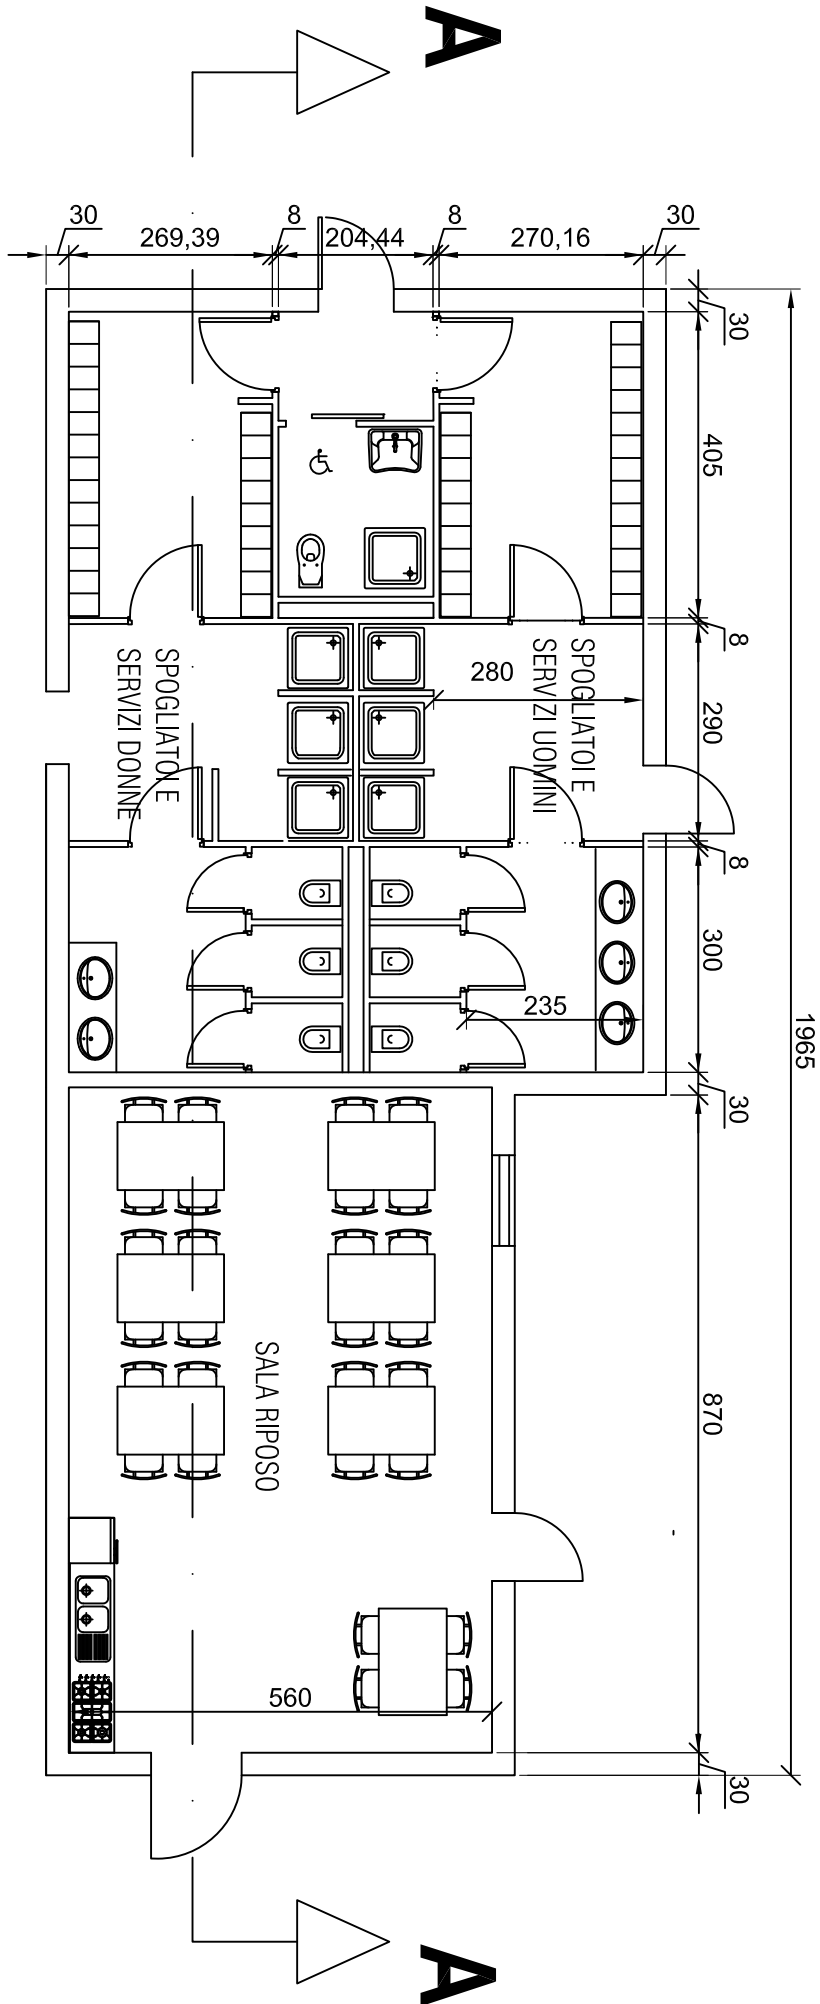 A
30
269,39
8
204,44
8
270,16
30
30
405
8
290
8
300
30
870
30
1965
280
SPOGLIATOI E
SERVIZI UOMINI
SPOGLIATOI E
SERVIZI DONNE
235
SALA RIPOSO
560
A